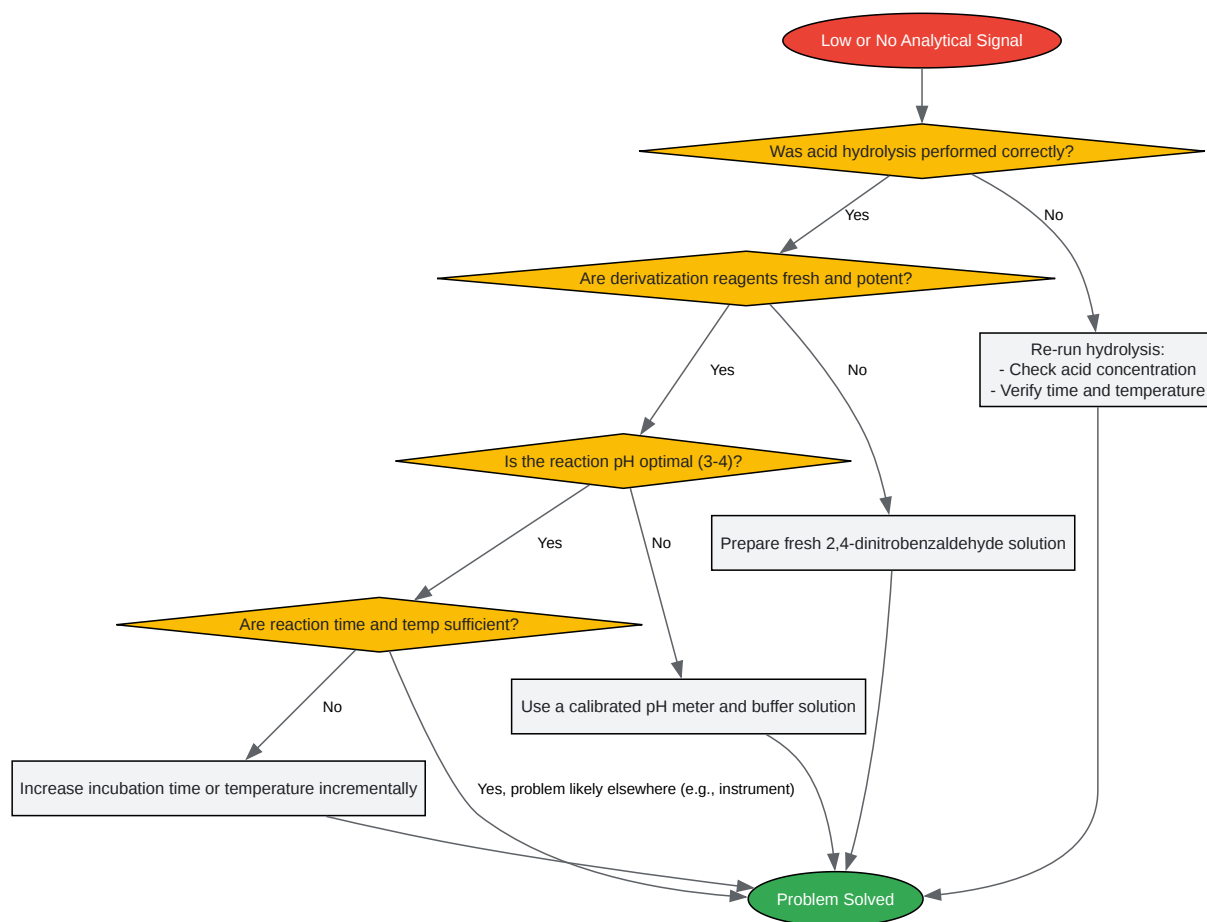 Low or No Analytical Signal
Was acid hydrolysis performed correctly?
Yes
No
Are derivatization reagents fresh and potent?
Re-run hydrolysis:
- Check acid concentration
- Verify time and temperature
Yes
No
Is the reaction pH optimal (3-4)?
Prepare fresh 2,4-dinitrobenzaldehyde solution
Yes
No
Are reaction time and temp sufficient?
Use a calibrated pH meter and buffer solution
No
Increase incubation time or temperature incrementally
Yes, problem likely elsewhere (e.g., instrument)
Problem Solved